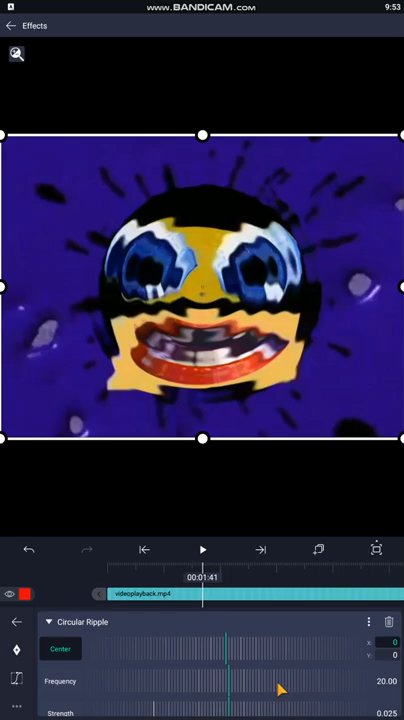 A
www.BANDICAM.com
9:53
Effects
00:01:41
videoplayback.mp4
Circular Ripple
Center
X: 0
Y: 0
Frequency
20.00
Strength
0.025